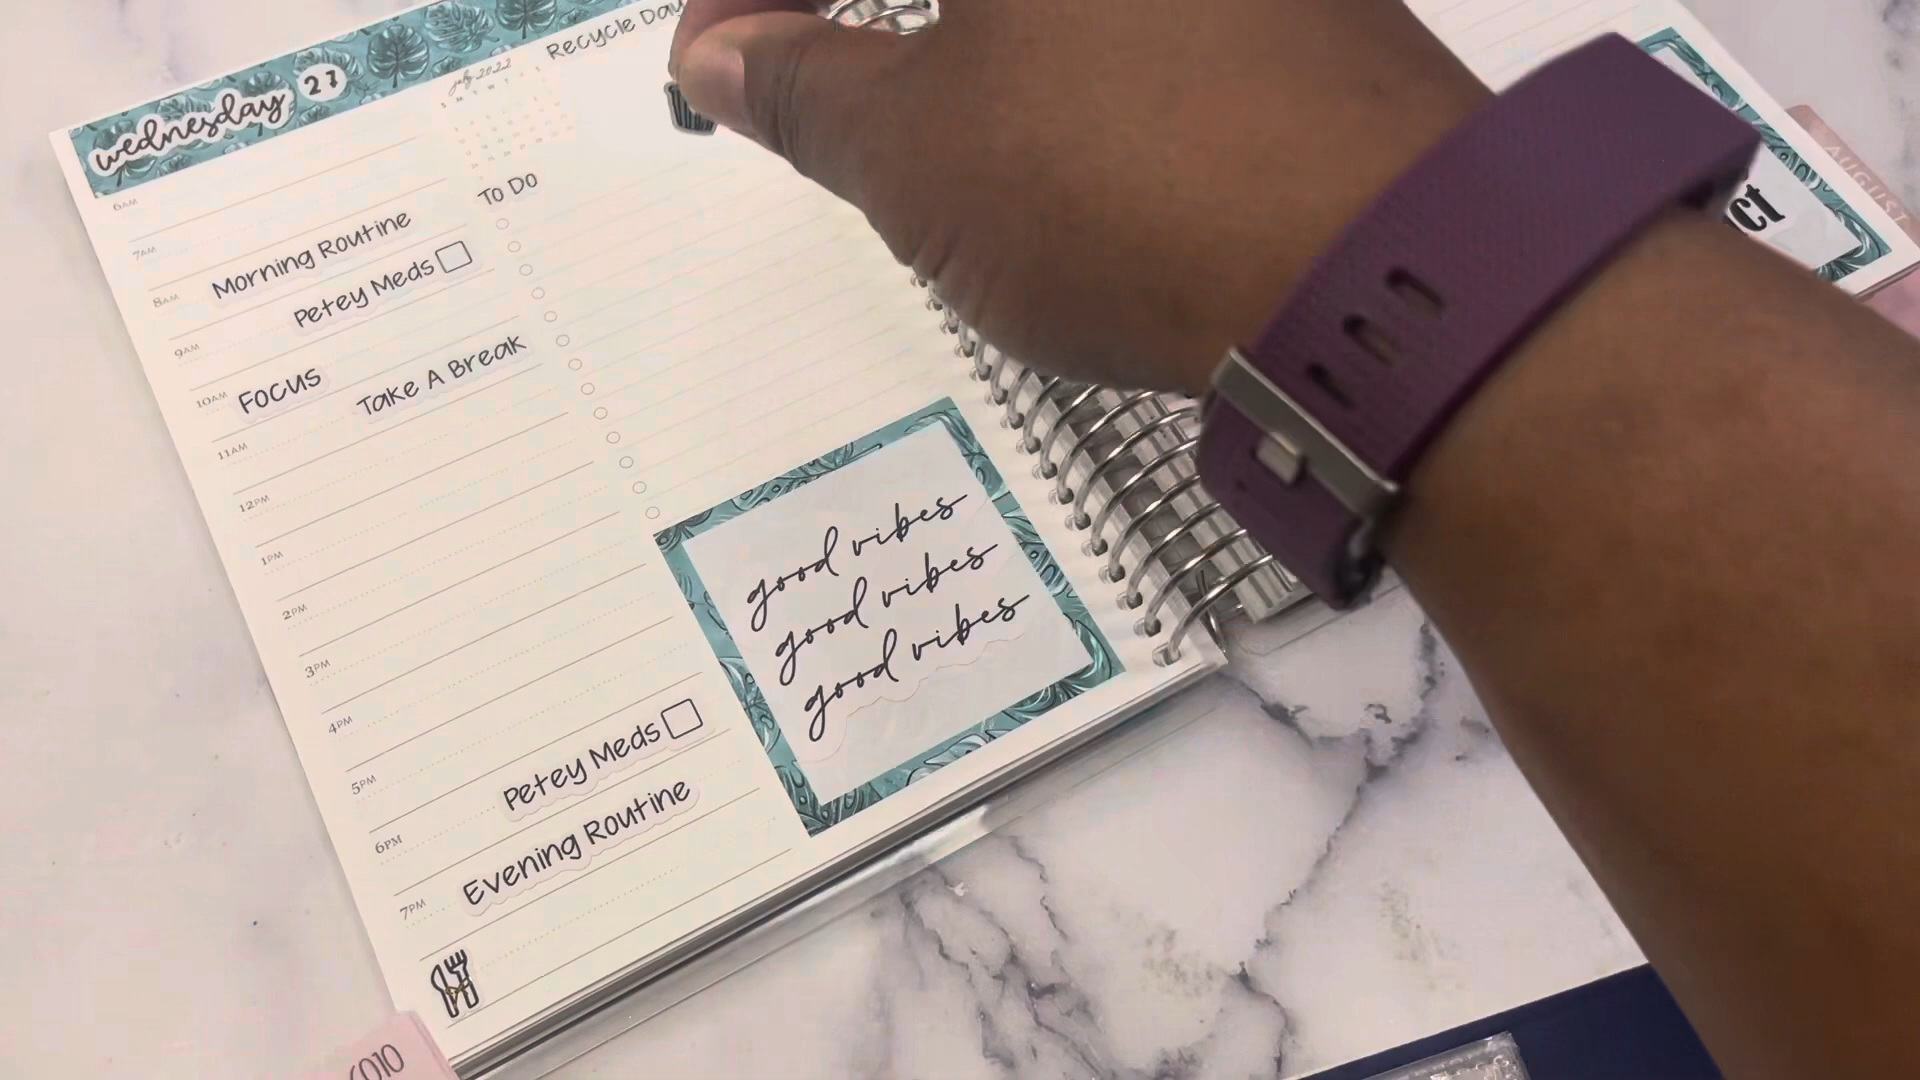 wednesday 27
july 2022
Recycle Day
S M T W T F S
TO DO
6AM
7AM
Morning Routine
8AM
Petey Meds
9AM
10AM Focus
Take A Break
11AM
12PM
1PM
2PM
3PM
4PM
5PM
Petey Meds
6PM
Evening Routine
7PM
good vibes
good vibes
good vibes
ct
AUGUST